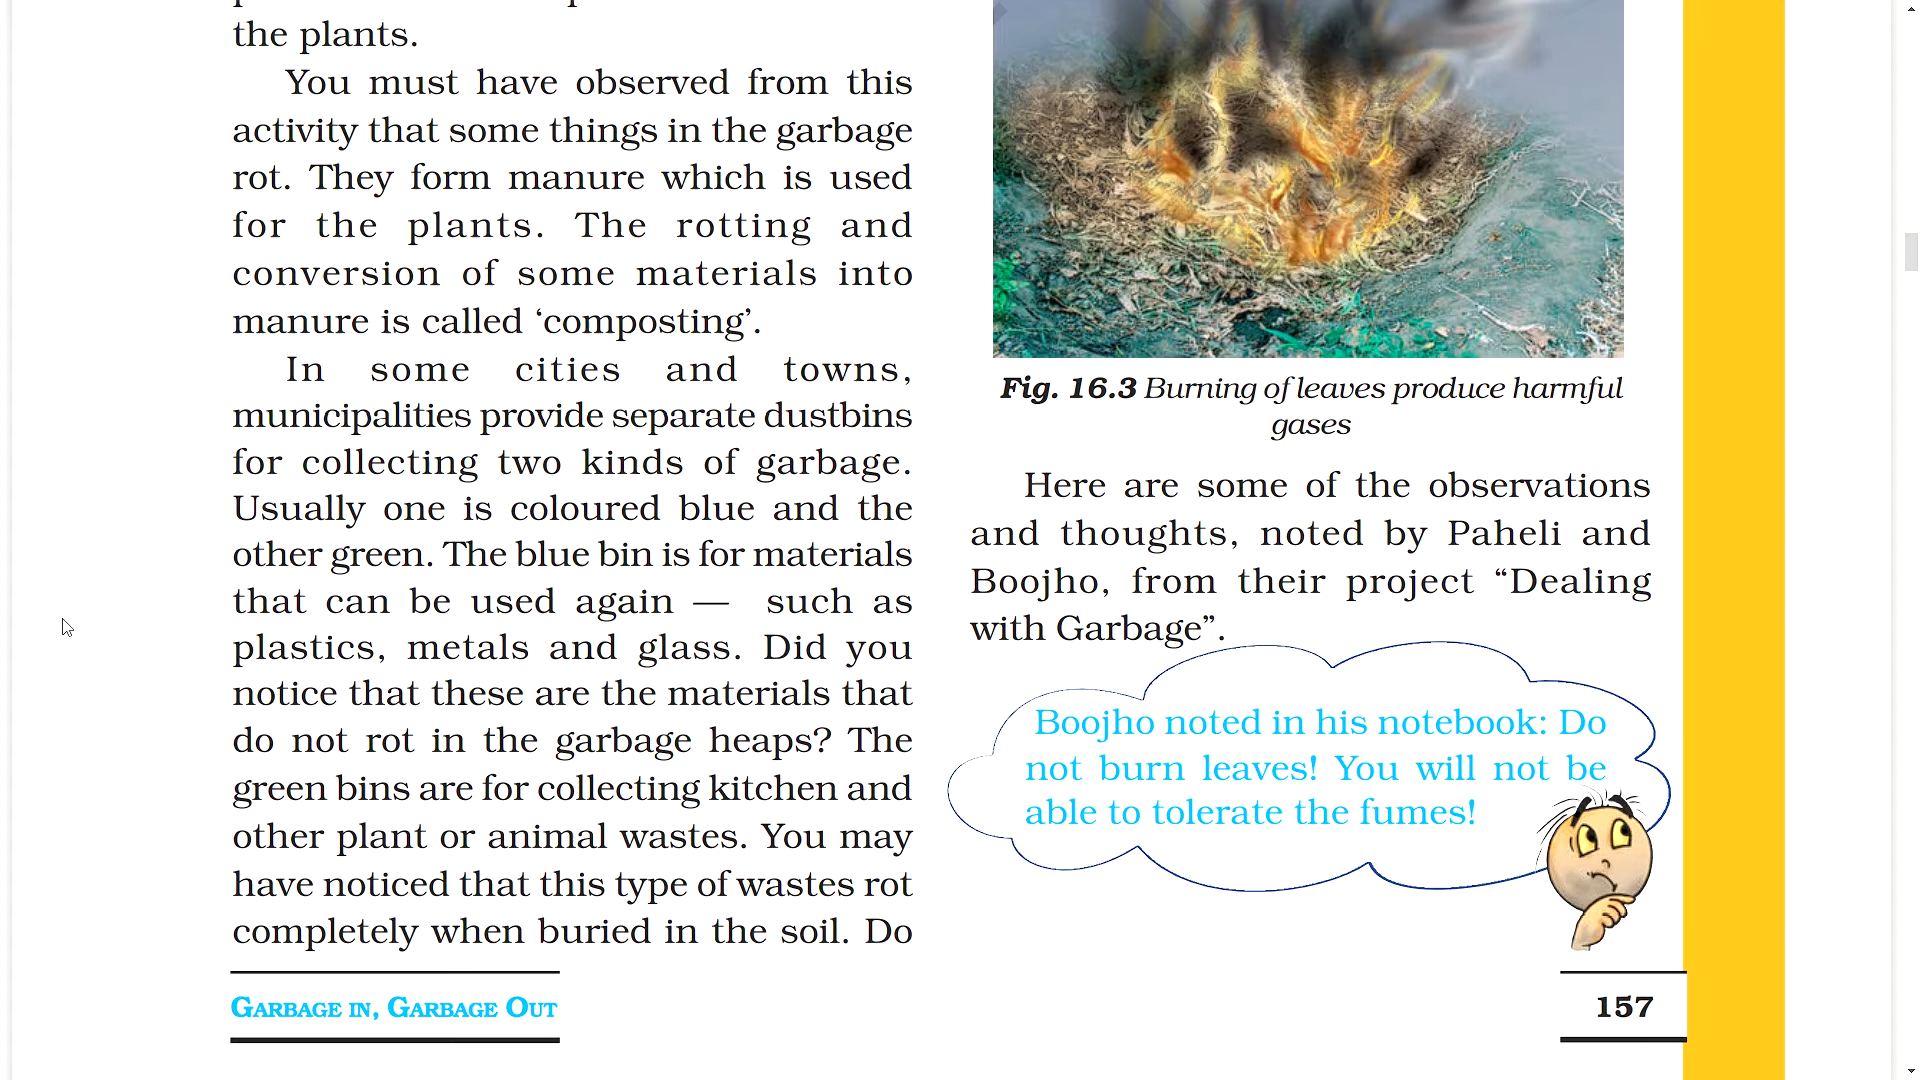 the plants.
You must have observed from this
activity that some things in the garbage
rot. They form manure which is used
for the plants. The rotting and
conversion of some materials into
manure is called ‘composting’.
In some cities and towns,
municipalities provide separate dustbins
for collecting two kinds of garbage.
Usually one is coloured blue and the
other green. The blue bin is for materials
that can be used again — such as
plastics, metals and glass. Did you
notice that these are the materials that
do not rot in the garbage heaps? The
green bins are for collecting kitchen and
other plant or animal wastes. You may
have noticed that this type of wastes rot
completely when buried in the soil. Do
Fig. 16.3 Burning of leaves produce harmful
gases
Here are some of the observations
and thoughts, noted by Paheli and
Boojho, from their project “Dealing
with Garbage”.
Boojho noted in his notebook: Do
not burn leaves! You will not be
able to tolerate the fumes!
GARBAGE IN, GARBAGE OUT
157